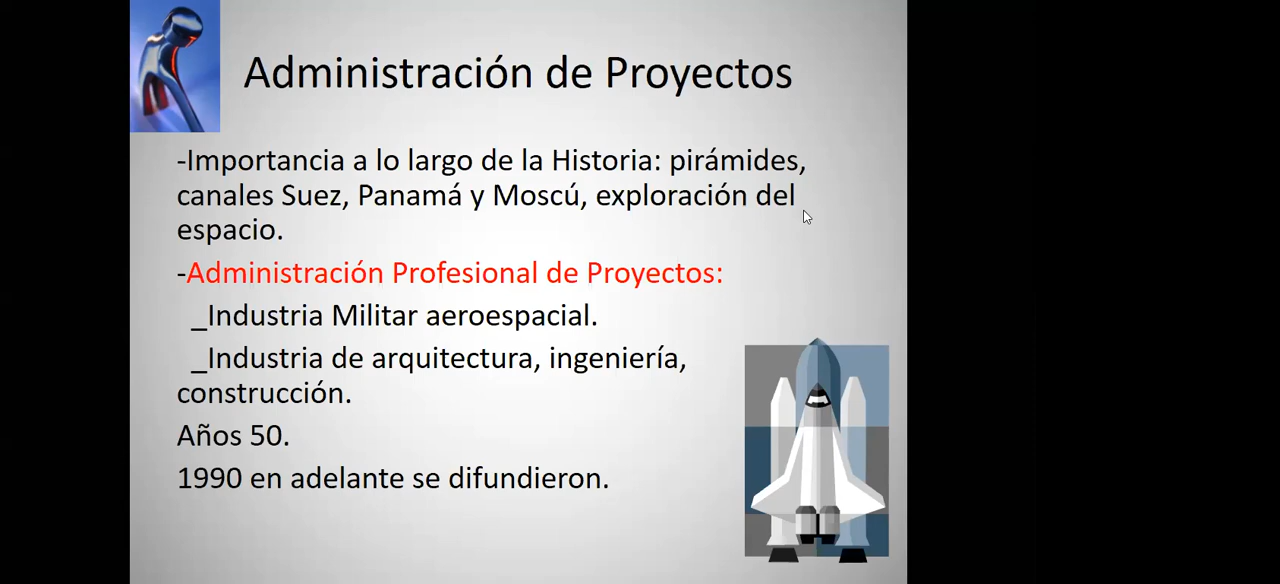 Administración de Proyectos
-Importancia a lo largo de la Historia: pirámides,
canales Suez, Panamá y Moscú, exploración del
espacio.
-Administración Profesional de Proyectos:
_Industria Militar aeroespacial.
_Industria de arquitectura, ingeniería,
construcción.
Años 50.
1990 en adelante se difundieron.